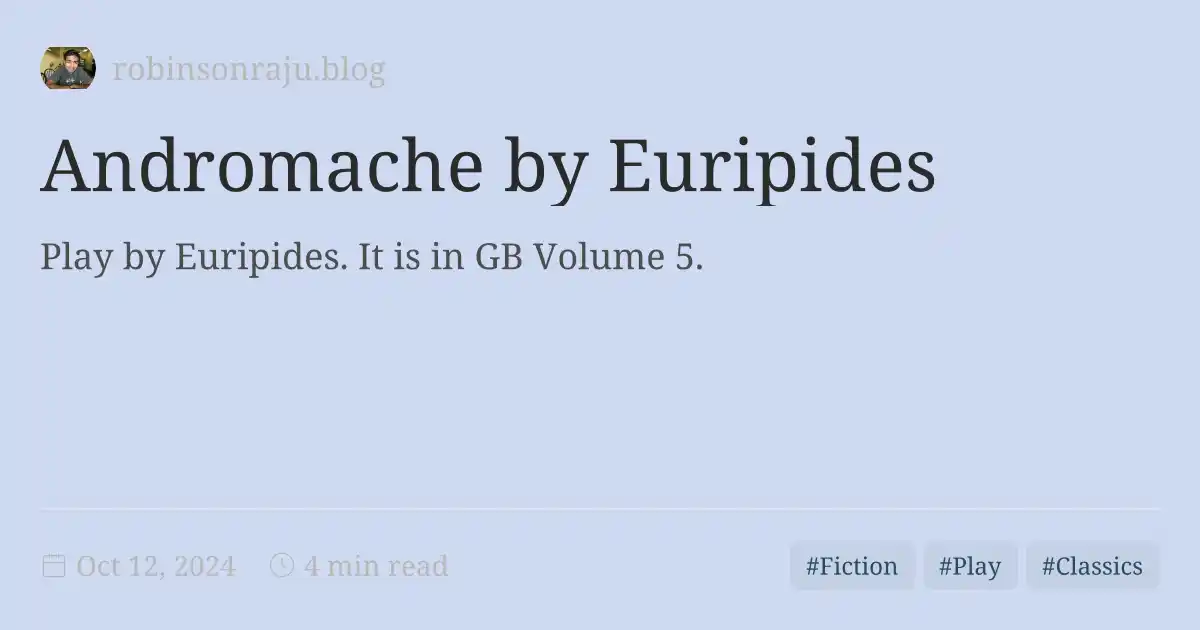 robinsonraju.blog
Andromache by Euripides
Play by Euripides. It is in GB Volume 5.
Oct 12, 2024 4 min read #Fiction #Play #Classics